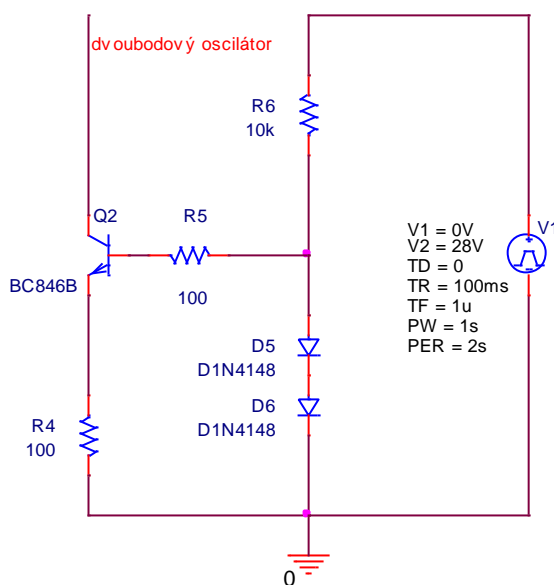 dvoubodový oscilátor
R6
10k
Q2
R5
V1
V1 = 0V
V2 = 28V
TD = 0
TR = 100ms
TF = 1u
PW = 1s
PER = 2s
BC846B
100
D5
D1N4148
D6
D1N4148
R4
100
0